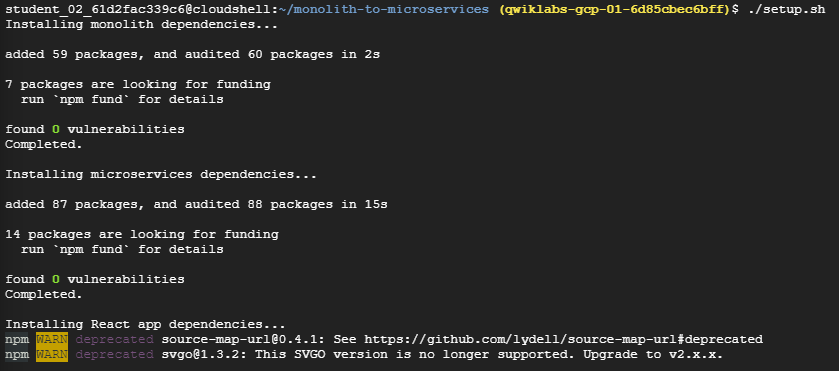 student_02_61d2fac339c6@cloudshell:~/monolith-to-microservices (qwiklabs-gcp-01-6d85cbec6bff)$ ./setup.sh
Installing monolith dependencies...
added 59 packages, and audited 60 packages in 2s
7 packages are looking for funding
  run `npm fund` for details
found 0 vulnerabilities
Completed.
Installing microservices dependencies...
added 87 packages, and audited 88 packages in 15s
14 packages are looking for funding
  run `npm fund` for details
found 0 vulnerabilities
Completed.
Installing React app dependencies...
npm WARN deprecated source-map-url@0.4.1: See https://github.com/lydell/source-map-url#deprecated
npm WARN deprecated svgo@1.3.2: This SVGO version is no longer supported. Upgrade to v2.x.x.